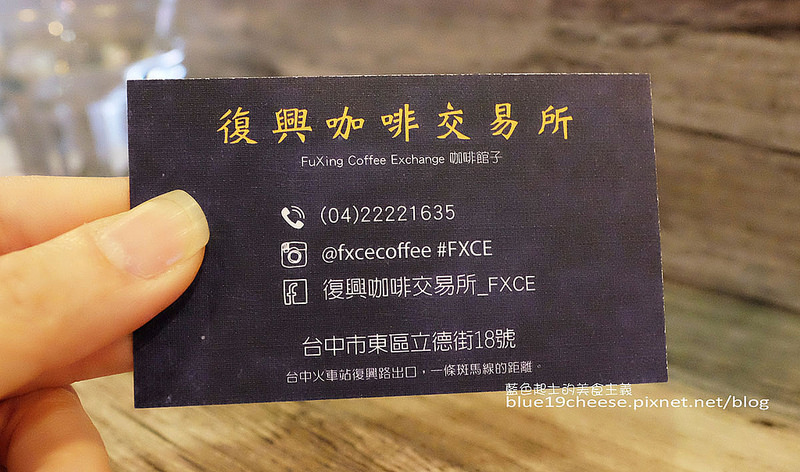 復興咖啡交易所
FuXing Coffee Exchange 咖啡館子
(04)22221635
@fxcecoffee #FXCE
復興咖啡交易所_FXCE
台中市東區立德街18號
台中火車站復興路出口，一條斑馬線的距離。
藍色起士的美食主義
blue19cheese.pixnet.net/blog